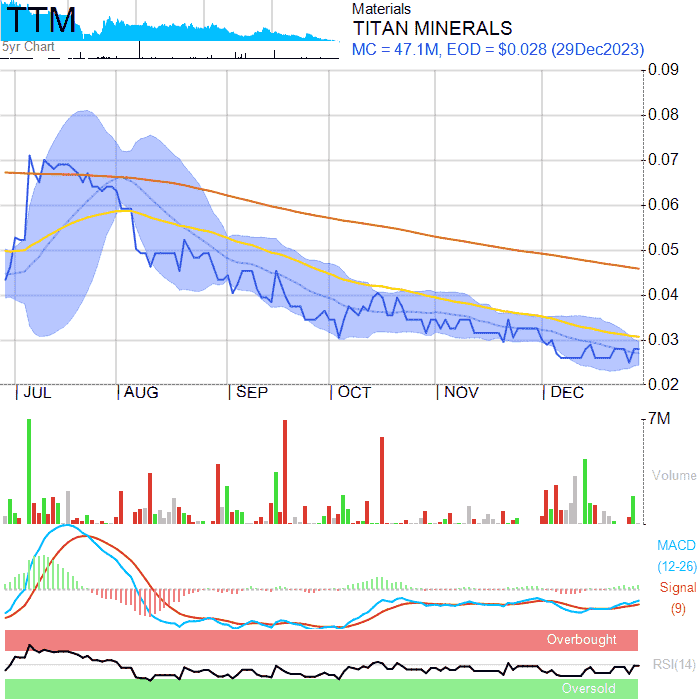 TTM
5yr Chart
Materials
TITAN MINERALS
MC = 47.1M, EOD = $0.028 (29Dec2023)
0.09
0.08
0.07
0.06
0.05
0.04
0.03
0.02
JUL AUG SEP OCT NOV DEC
7M
Volume
MACD
(12-26)
Signal
(9)
Overbought
RSI(14)
Oversold